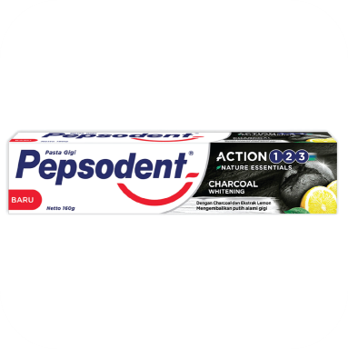 Pasta Gigi
Pepsodent®
BARU
Netto 160g
ACTION 1 2 3
NATURE ESSENTIALS
CHARCOAL
WHITENING
Dengan Charcoal dan Ekstrak Lemon
Mengembalikan putih alami gigi